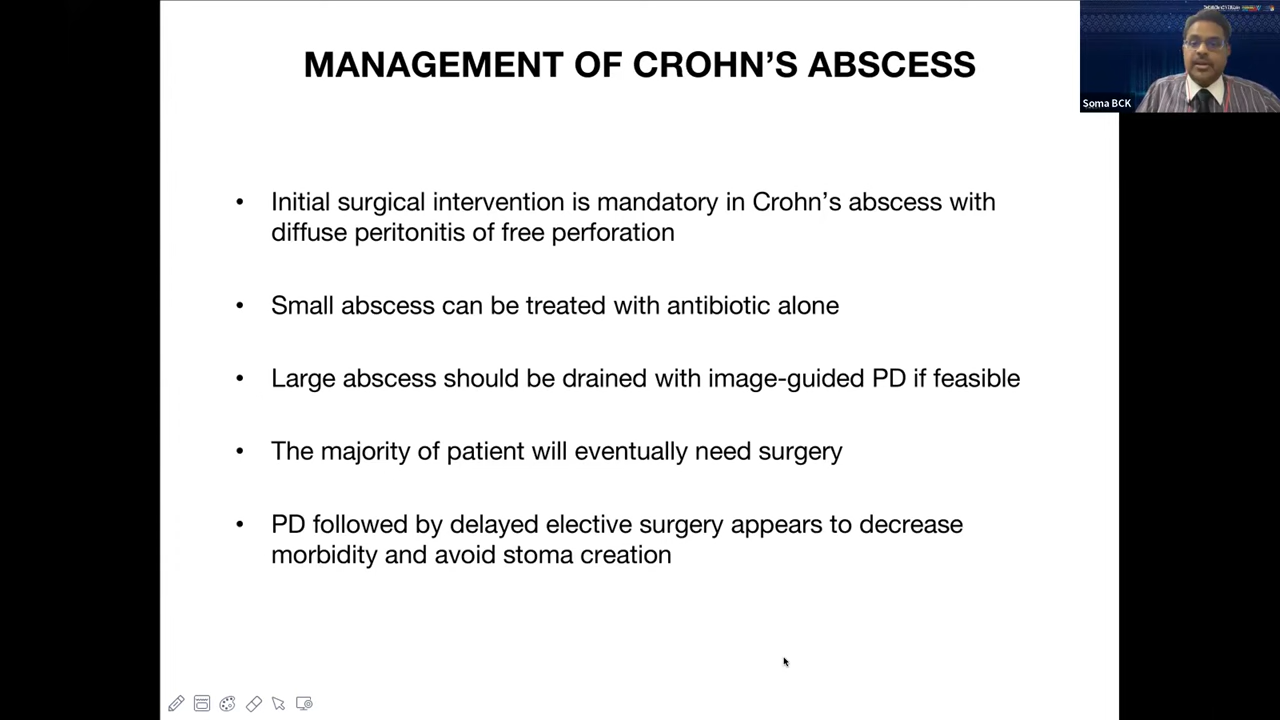 MANAGEMENT OF CROHN'S ABSCESS
Soma BCK
• Initial surgical intervention is mandatory in Crohn's abscess with
diffuse peritonitis of free perforation
• Small abscess can be treated with antibiotic alone
• Large abscess should be drained with image-guided PD if feasible
• The majority of patient will eventually need surgery
• PD followed by delayed elective surgery appears to decrease
morbidity and avoid stoma creation